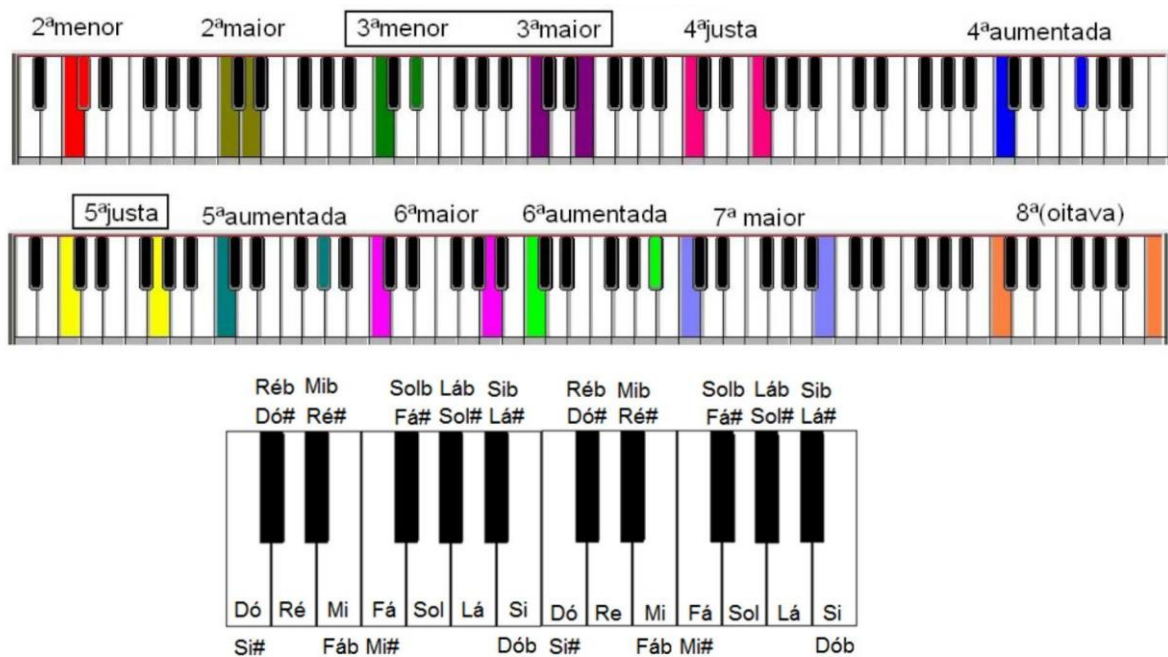 2ªmenor 2ªmaior 3ªmenor 3ªmaior 4ªjusta 4ªaumentada
5ªjusta 5ªaumentada 6ªmaior 6ªaumentada 7ª maior 8ª(oitava)
Réb Mib Solb Láb Sib Réb Mib Solb Láb Sib
Dó# Ré# Fá# Sol# Lá# Dó# Ré# Fá# Sol# Lá#
Dó Ré Mi Fá Sol Lá Si Dó Re Mi Fá Sol Lá Si
Si# Fáb Mi# Dób Si# Fáb Mi# Dób